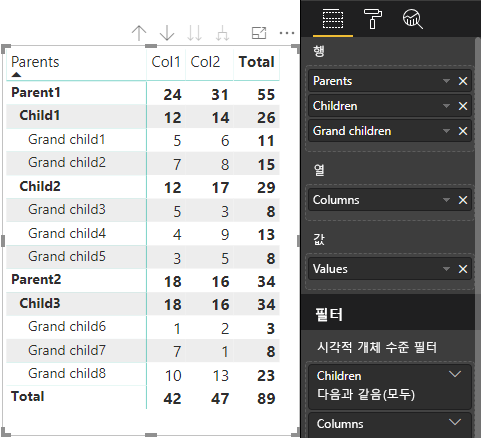 Parents Col1 Col2 Total
Parent1 24 31 55
Child1 12 14 26
Grand child1 5 6 11
Grand child2 7 8 15
Child2 12 17 29
Grand child3 5 3 8
Grand child4 4 9 13
Grand child5 3 5 8
Parent2 18 16 34
Child3 18 16 34
Grand child6 1 2 3
Grand child7 7 1 8
Grand child8 10 13 23
Total 42 47 89
행
Parents
Children
Grand children
열
Columns
값
Values
필터
시각적 개체 수준 필터
Children
다음과 같음(모두)
Columns